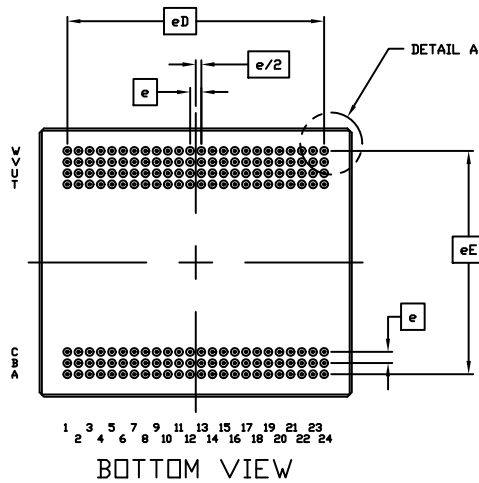 eD
e/2
DETAIL A
e
W
V
U
T
eE
e
C
B
A
1 3 5 7 9 11 13 15 17 19 21 23
2 4 6 8 10 12 14 16 18 20 22 24
BOTTOM VIEW